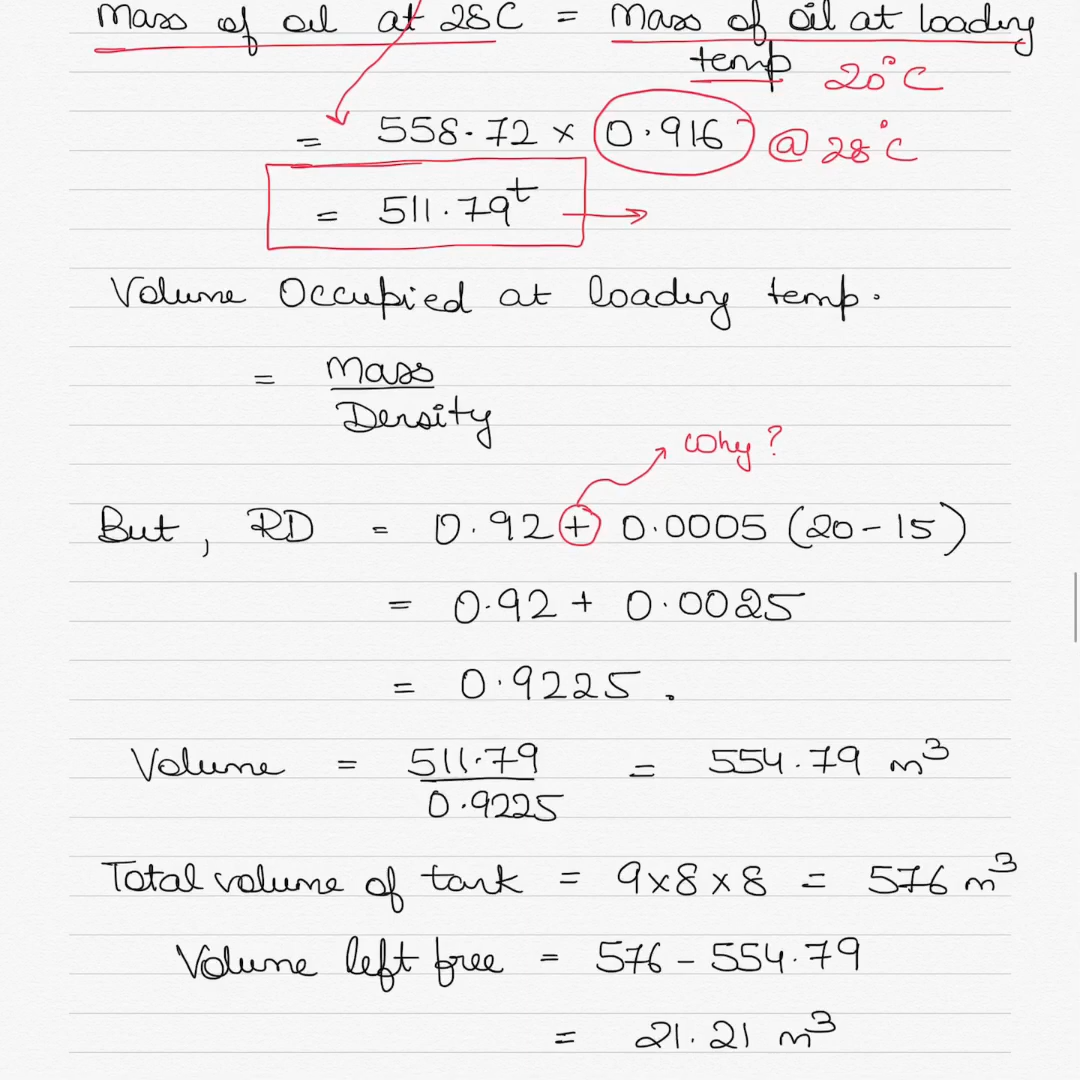 Mass of oil at 28C = Mass of oil at loading
temp 20°C
= 558.72 × 0.916 @ 28°C
= 511.79t
Volume Occupied at loading temp.
= Mass
Density
Why?
But, RD = 0.92 + 0.0005 (20-15)
= 0.92 + 0.0025
= 0.9225.
Volume = 511.79 = 554.79 m³
0.9225
Total volume of tank = 9×8×8 = 576 m³
Volume left free = 576 - 554.79
= 21.21 m³